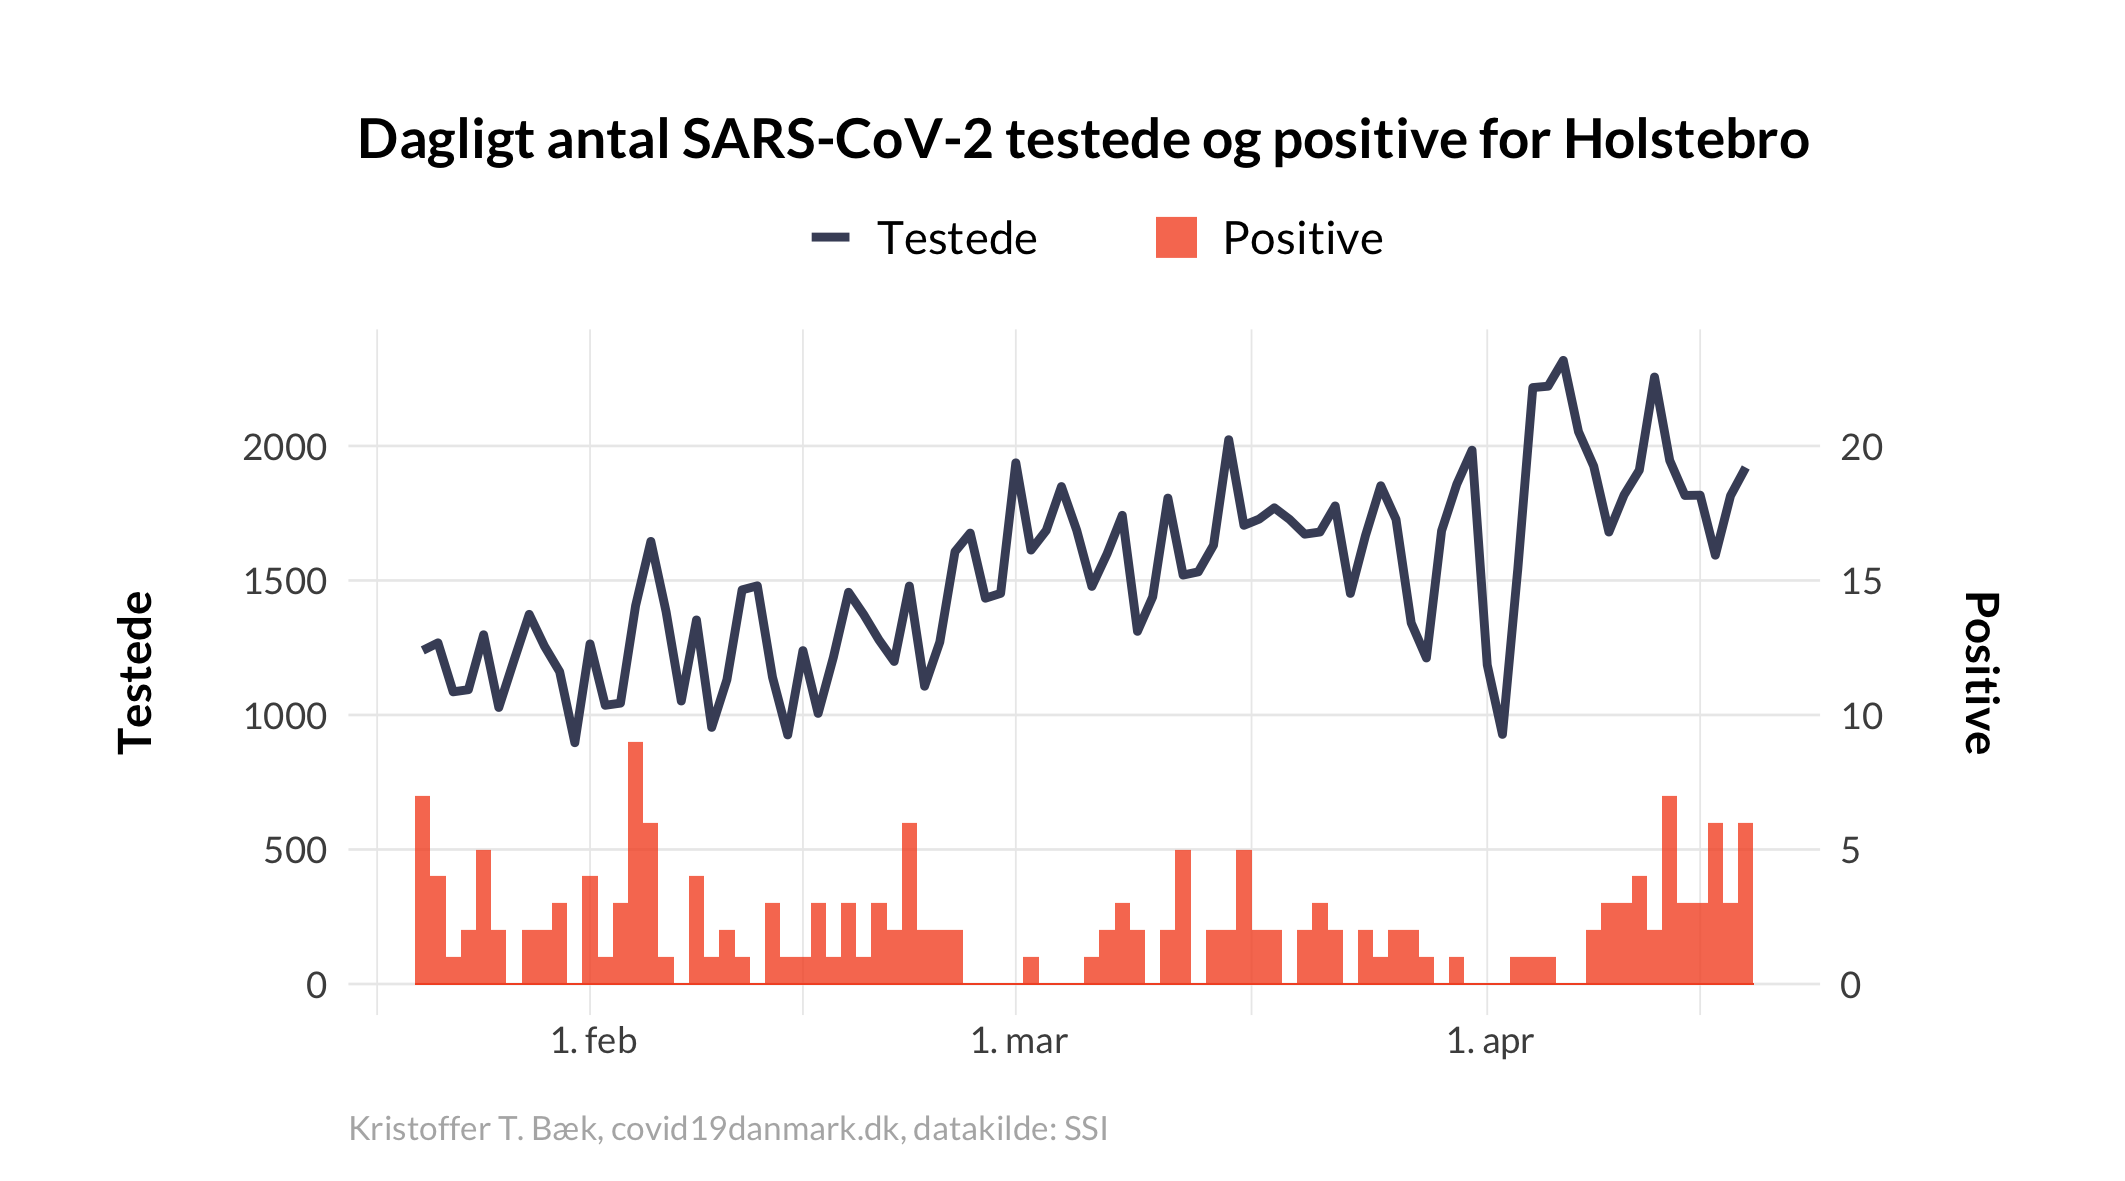 Dagligt antal SARS-CoV-2 testede og positive for Holstebro
Testede Positive
2000 20
1500 15
1000 10
500 5
0 0
Testede
Positive
1. feb 1. mar 1. apr
Kristoffer T. Bæk, covid19danmark.dk, datakilde: SSI